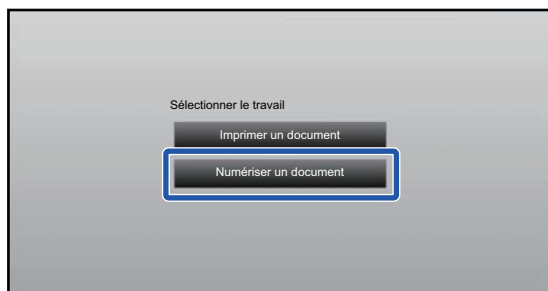 Sélectionner le travail
Imprimer un document
Numériser un document